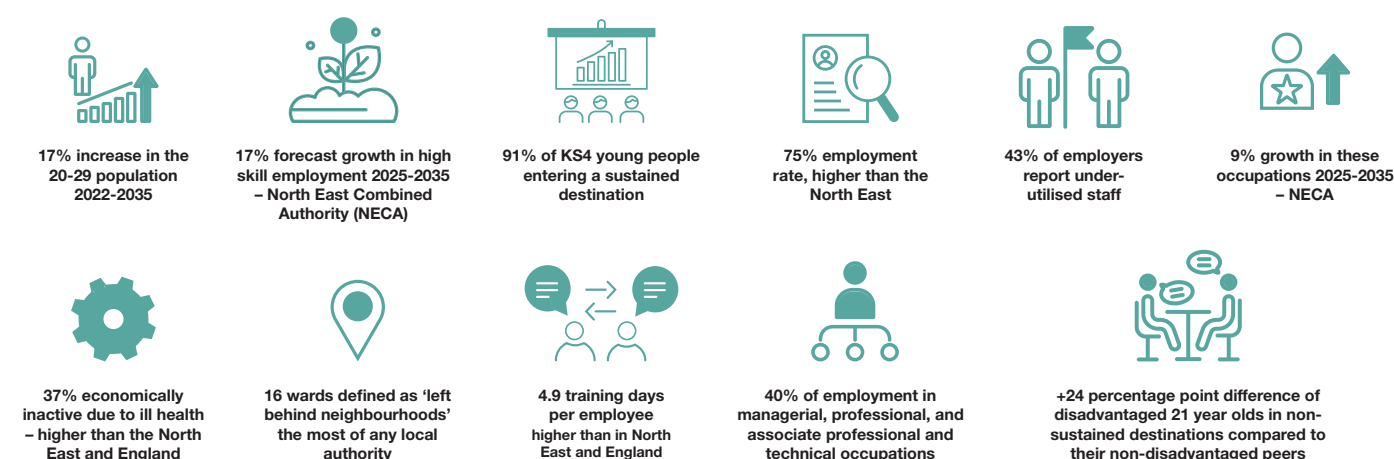 17% increase in the
20-29 population
2022-2035
17% forecast growth in high
skill employment 2025-2035
– North East Combined
Authority (NECA)
91% of KS4 young people
entering a sustained
destination
75% employment
rate, higher than the
North East
43% of employers
report under-
utilised staff
9% growth in these
occupations 2025-2035
– NECA
37% economically
inactive due to ill health
– higher than the North
East and England
16 wards defined as ‘left
behind neighbourhoods’
the most of any local
authority
4.9 training days
per employee
higher than in North
East and England
40% of employment in
managerial, professional, and
associate professional and
technical occupations
+24 percentage point difference of
disadvantaged 21 year olds in non-
sustained destinations compared to
their non-disadvantaged peers